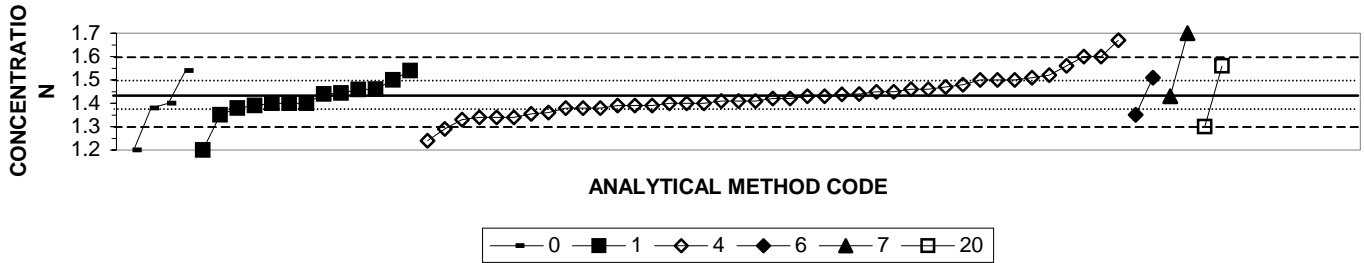 CONCENTRATIO
N
1.7
1.6
1.5
1.4
1.3
1.2
ANALYTICAL METHOD CODE
0 1 4 6 7 20